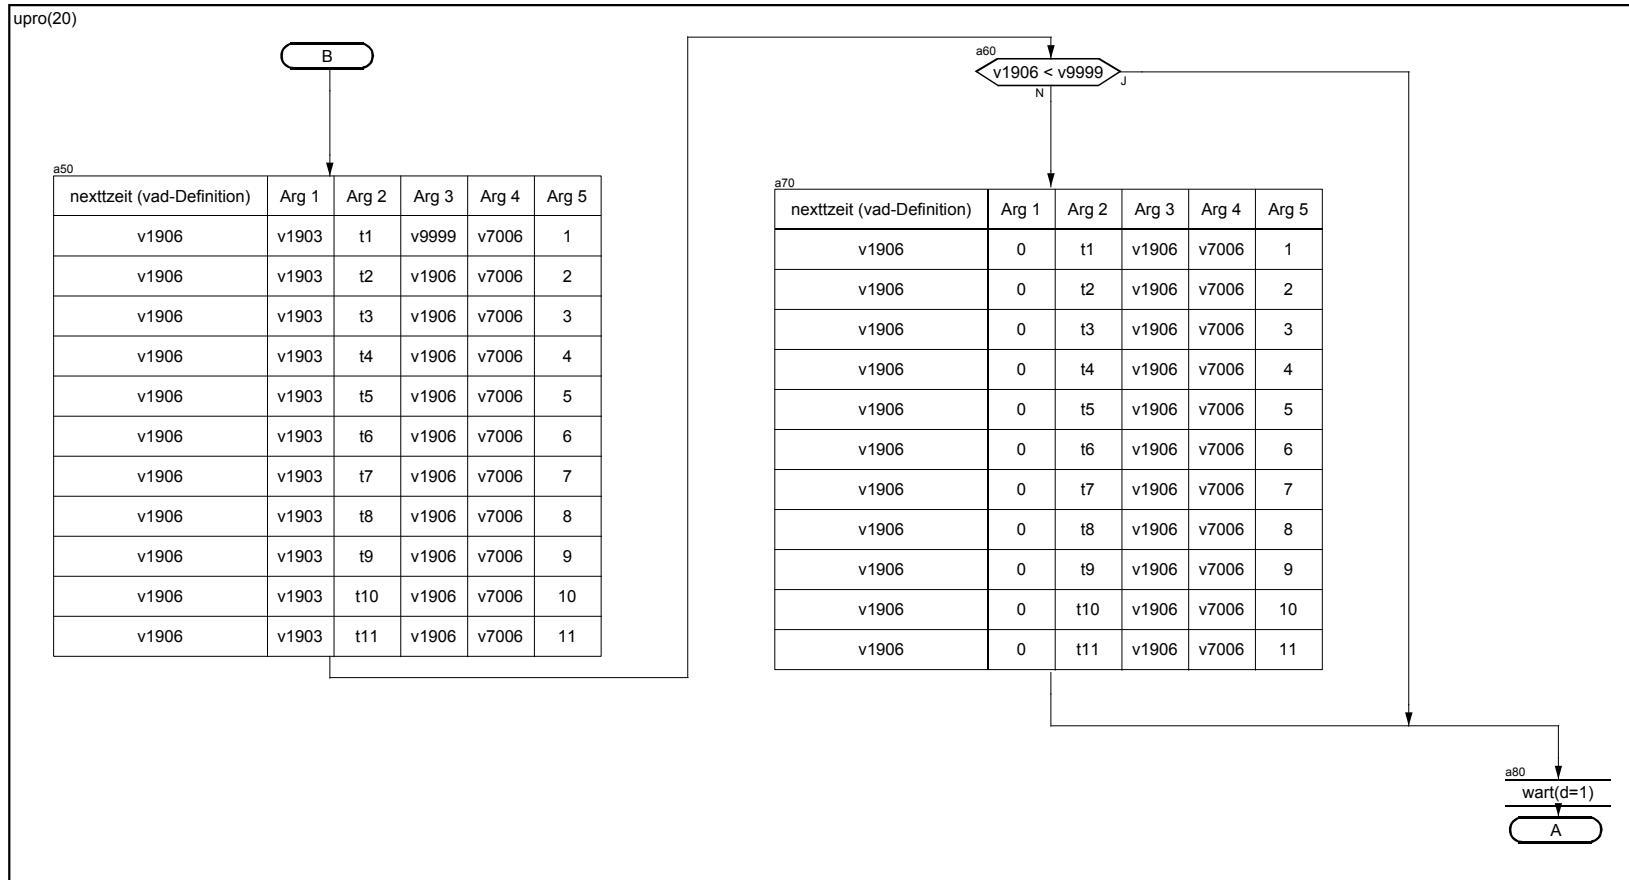 upro(20)
B
a50
nexttzeit (vad-Definition) Arg 1 Arg 2 Arg 3 Arg 4 Arg 5
v1906 v1903 t1 v9999 v7006 1
v1906 v1903 t2 v1906 v7006 2
v1906 v1903 t3 v1906 v7006 3
v1906 v1903 t4 v1906 v7006 4
v1906 v1903 t5 v1906 v7006 5
v1906 v1903 t6 v1906 v7006 6
v1906 v1903 t7 v1906 v7006 7
v1906 v1903 t8 v1906 v7006 8
v1906 v1903 t9 v1906 v7006 9
v1906 v1903 t10 v1906 v7006 10
v1906 v1903 t11 v1906 v7006 11
a60
v1906 < v9999
J
N
a70
nexttzeit (vad-Definition) Arg 1 Arg 2 Arg 3 Arg 4 Arg 5
v1906 0 t1 v1906 v7006 1
v1906 0 t2 v1906 v7006 2
v1906 0 t3 v1906 v7006 3
v1906 0 t4 v1906 v7006 4
v1906 0 t5 v1906 v7006 5
v1906 0 t6 v1906 v7006 6
v1906 0 t7 v1906 v7006 7
v1906 0 t8 v1906 v7006 8
v1906 0 t9 v1906 v7006 9
v1906 0 t10 v1906 v7006 10
v1906 0 t11 v1906 v7006 11
a80
wart(d=1)
A